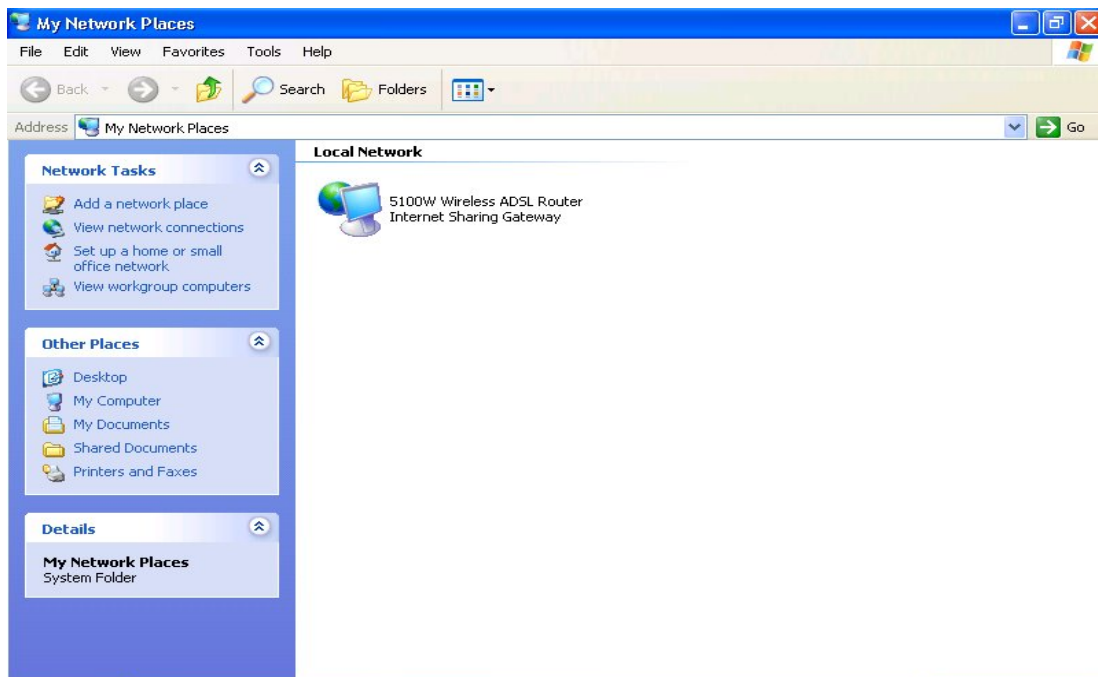 My Network Places
File Edit View Favorites Tools Help
Back Search Folders
Address My Network Places Go
Network Tasks
Add a network place
View network connections
Set up a home or small
office network
View workgroup computers
Other Places
Desktop
My Computer
My Documents
Shared Documents
Printers and Faxes
Details
My Network Places
System Folder
Local Network
5100W Wireless ADSL Router
Internet Sharing Gateway